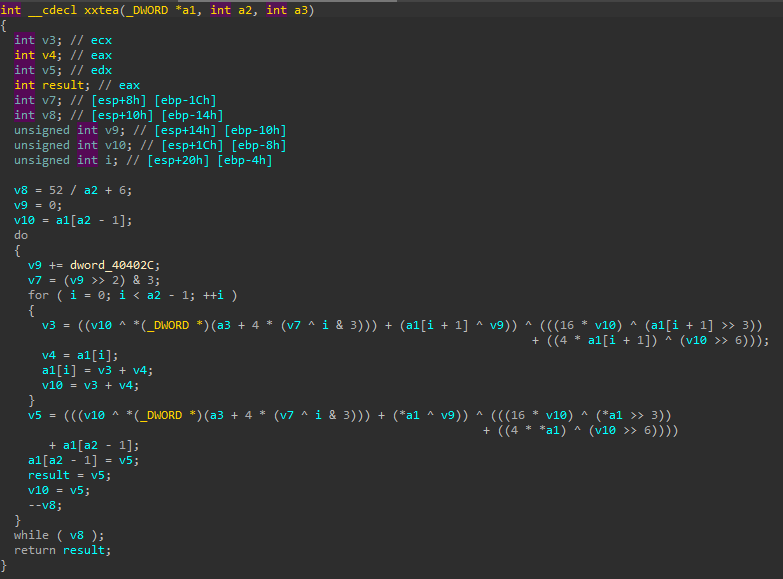 int __cdecl xxtea(_DWORD *a1, int a2, int a3)
{
  int v3; // ecx
  int v4; // eax
  int v5; // edx
  int result; // eax
  int v7; // [esp+8h] [ebp-1Ch]
  int v8; // [esp+10h] [ebp-14h]
  unsigned int v9; // [esp+14h] [ebp-10h]
  unsigned int v10; // [esp+1Ch] [ebp-8h]
  unsigned int i; // [esp+20h] [ebp-4h]

  v8 = 52 / a2 + 6;
  v9 = 0;
  v10 = a1[a2 - 1];
  do
  {
    v9 += dword_40402C;
    v7 = (v9 >> 2) & 3;
    for ( i = 0; i < a2 - 1; ++i )
    {
      v3 = ((v10 ^ *(_DWORD *)(a3 + 4 * (v7 ^ i & 3))) + (a1[i + 1] ^ v9)) ^ (((16 * v10) ^ (a1[i + 1] >> 3))
                                                                            + ((4 * a1[i + 1]) ^ (v10 >> 6)));
      v4 = a1[i];
      a1[i] = v3 + v4;
      v10 = v3 + v4;
    }
    v5 = (((v10 ^ *(_DWORD *)(a3 + 4 * (v7 ^ i & 3))) + (*a1 ^ v9)) ^ (((16 * v10) ^ (*a1 >> 3))
                                                                     + ((4 * *a1) ^ (v10 >> 6))))
       + a1[a2 - 1];
    a1[a2 - 1] = v5;
    result = v5;
    v10 = v5;
    --v8;
  }
  while ( v8 );
  return result;
}